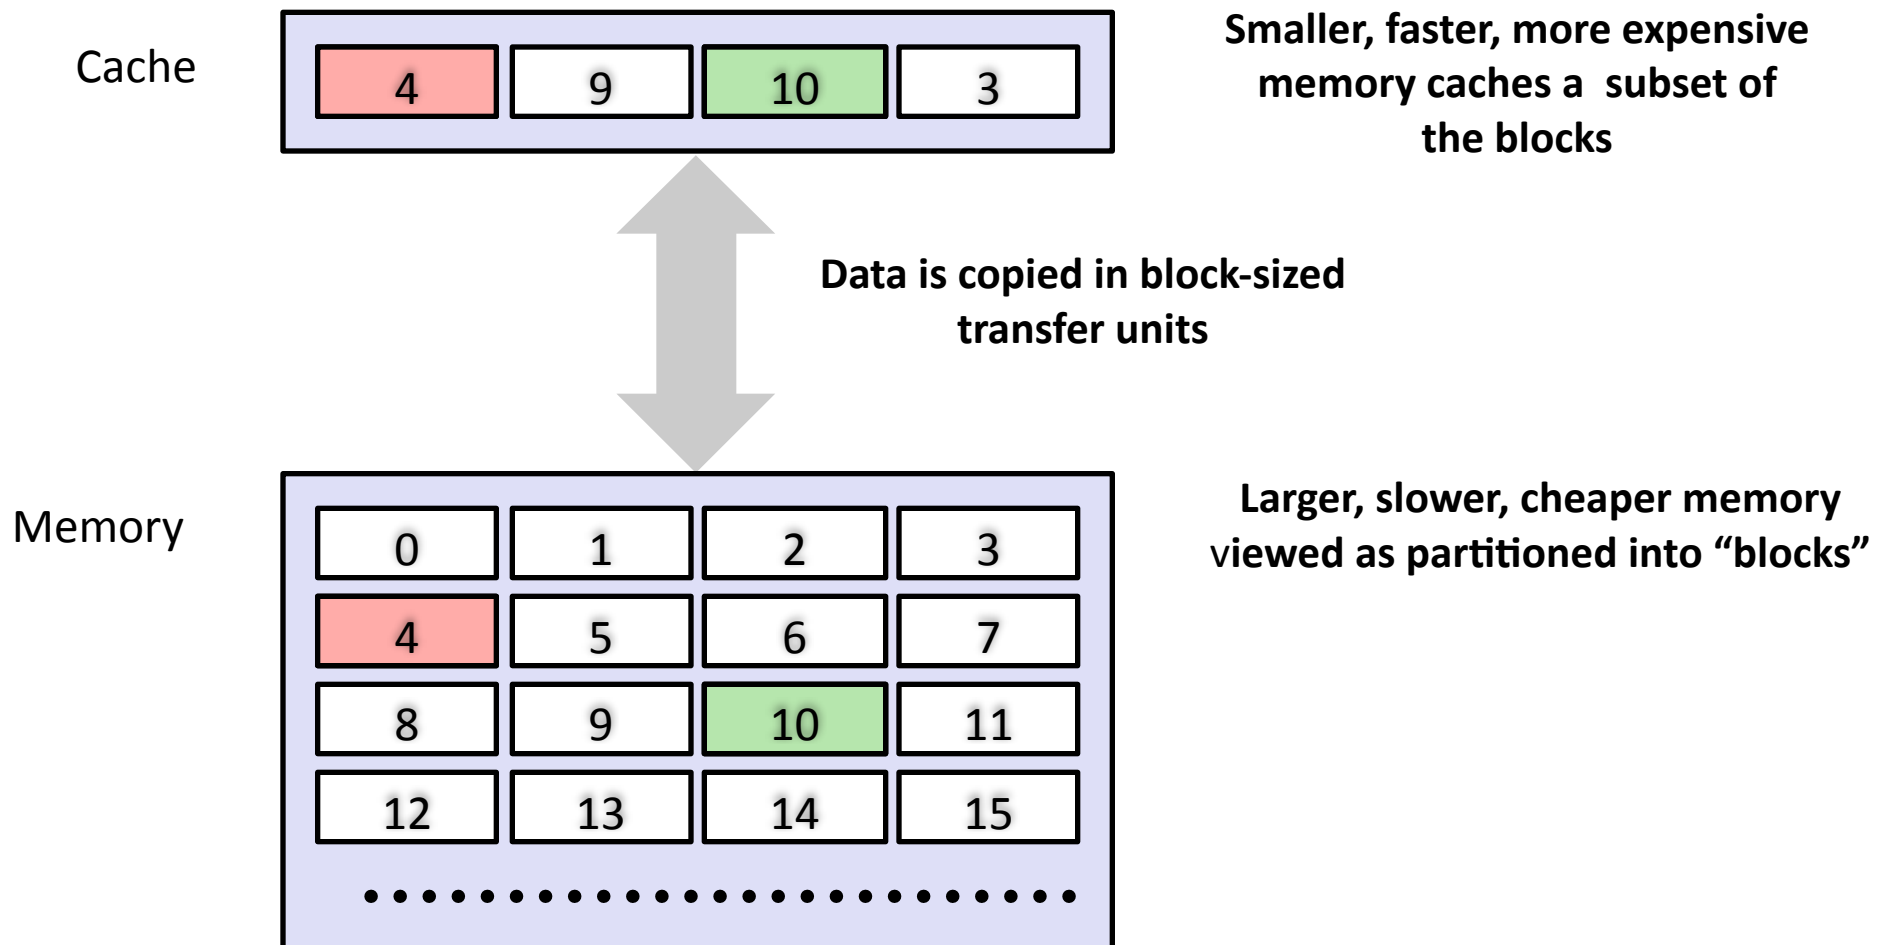 Cache
4 9 10 3
Smaller, faster, more expensive
memory caches a  subset of
the blocks
Data is copied in block-sized
transfer units
Memory
0 1 2 3
4 5 6 7
8 9 10 11
12 13 14 15
Larger, slower, cheaper memory
viewed as partitioned into “blocks”